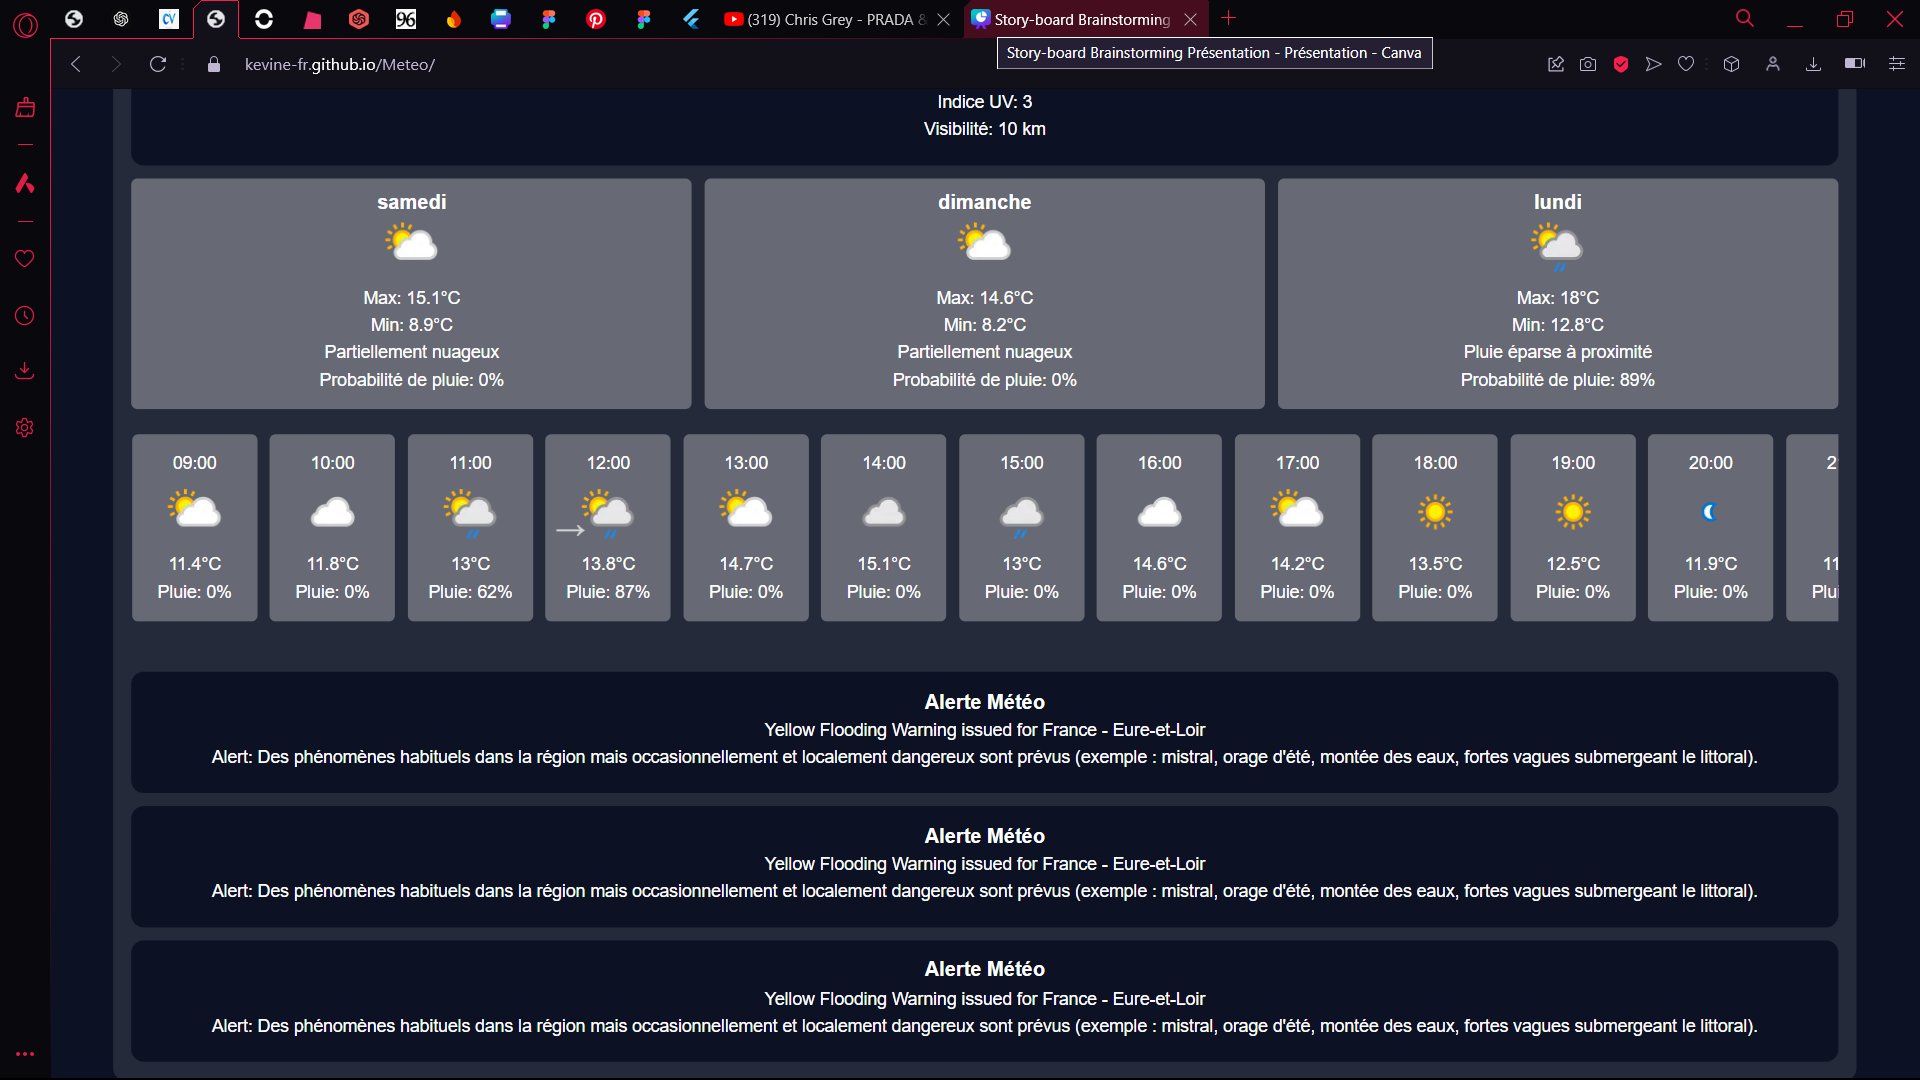 CV
96
(319) Chris Grey - PRADA &
Story-board Brainstorming
Story-board Brainstorming Présentation - Présentation - Canva
kevine-fr.github.io/Meteo/
Indice UV: 3
Visibilité: 10 km
samedi
Max: 15.1°C
Min: 8.9°C
Partiellement nuageux
Probabilité de pluie: 0%
dimanche
Max: 14.6°C
Min: 8.2°C
Partiellement nuageux
Probabilité de pluie: 0%
lundi
Max: 18°C
Min: 12.8°C
Pluie éparse à proximité
Probabilité de pluie: 89%
09:00
11.4°C
Pluie: 0%
10:00
11.8°C
Pluie: 0%
11:00
13°C
Pluie: 62%
12:00
13.8°C
Pluie: 87%
13:00
14.7°C
Pluie: 0%
14:00
15.1°C
Pluie: 0%
15:00
13°C
Pluie: 0%
16:00
14.6°C
Pluie: 0%
17:00
14.2°C
Pluie: 0%
18:00
13.5°C
Pluie: 0%
19:00
12.5°C
Pluie: 0%
20:00
11.9°C
Pluie: 0%
2
11
Plui
Alerte Météo
Yellow Flooding Warning issued for France - Eure-et-Loir
Alert: Des phénomènes habituels dans la région mais occasionnellement et localement dangereux sont prévus (exemple : mistral, orage d'été, montée des eaux, fortes vagues submergeant le littoral).
Alerte Météo
Yellow Flooding Warning issued for France - Eure-et-Loir
Alert: Des phénomènes habituels dans la région mais occasionnellement et localement dangereux sont prévus (exemple : mistral, orage d'été, montée des eaux, fortes vagues submergeant le littoral).
Alerte Météo
Yellow Flooding Warning issued for France - Eure-et-Loir
Alert: Des phénomènes habituels dans la région mais occasionnellement et localement dangereux sont prévus (exemple : mistral, orage d'été, montée des eaux, fortes vagues submergeant le littoral).